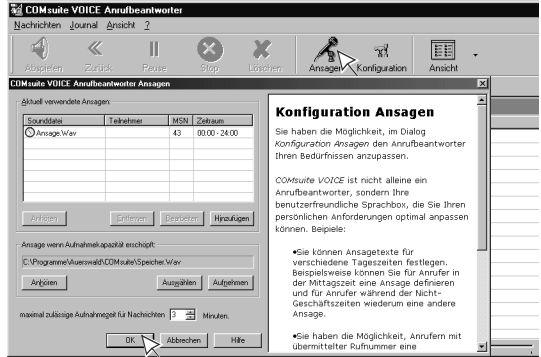 COMsuite VOICE Anrufbeantworter
Nachrichten Journal Ansicht ?
Abspielen Zurück Pause Stop Löschen Ansagen Konfiguration Ansicht
COMsuite VOICE Anrufbeantworter Ansagen
Aktuell verwendete Ansagen:
Sounddatei Teilnehmer MSN Zeitraum
Ansage.Wav 43 00:00 - 24:00
Anhören Entfernen Bearbeiten Hinzufügen
Ansage wenn Aufnahmekapazität erschöpft:
C:\Programme\Auerswald\COMsuite\Speicher.Wav
Anhören Auswählen Aufnehmen
maximal zulässige Aufnahmezeit für Nachrichten 3 Minuten.
OK Abbrechen Hilfe
Konfiguration Ansagen
Sie haben die Möglichkeit, im Dialog
Konfiguration Ansagen den Anrufbeantworter
Ihren Bedürfnissen anzupassen.
COMsuite VOICE ist nicht alleine ein
Anrufbeantworter, sondern Ihre
benutzerfreundliche Sprachbox, die Sie Ihren
persönlichen Anforderungen optimal anpassen
können. Beipiele:
•Sie können Ansagetexte für
verschiedene Tageszeiten festlegen.
Beispielsweise können Sie für Anrufer in
der Mittagszeit eine Ansage definieren
und für Anrufer während der Nicht-
Geschäftszeiten wiederum eine andere
Ansage.
•Sie haben die Möglichkeit, Anrufern mit
übermittelter Rufnummer eine